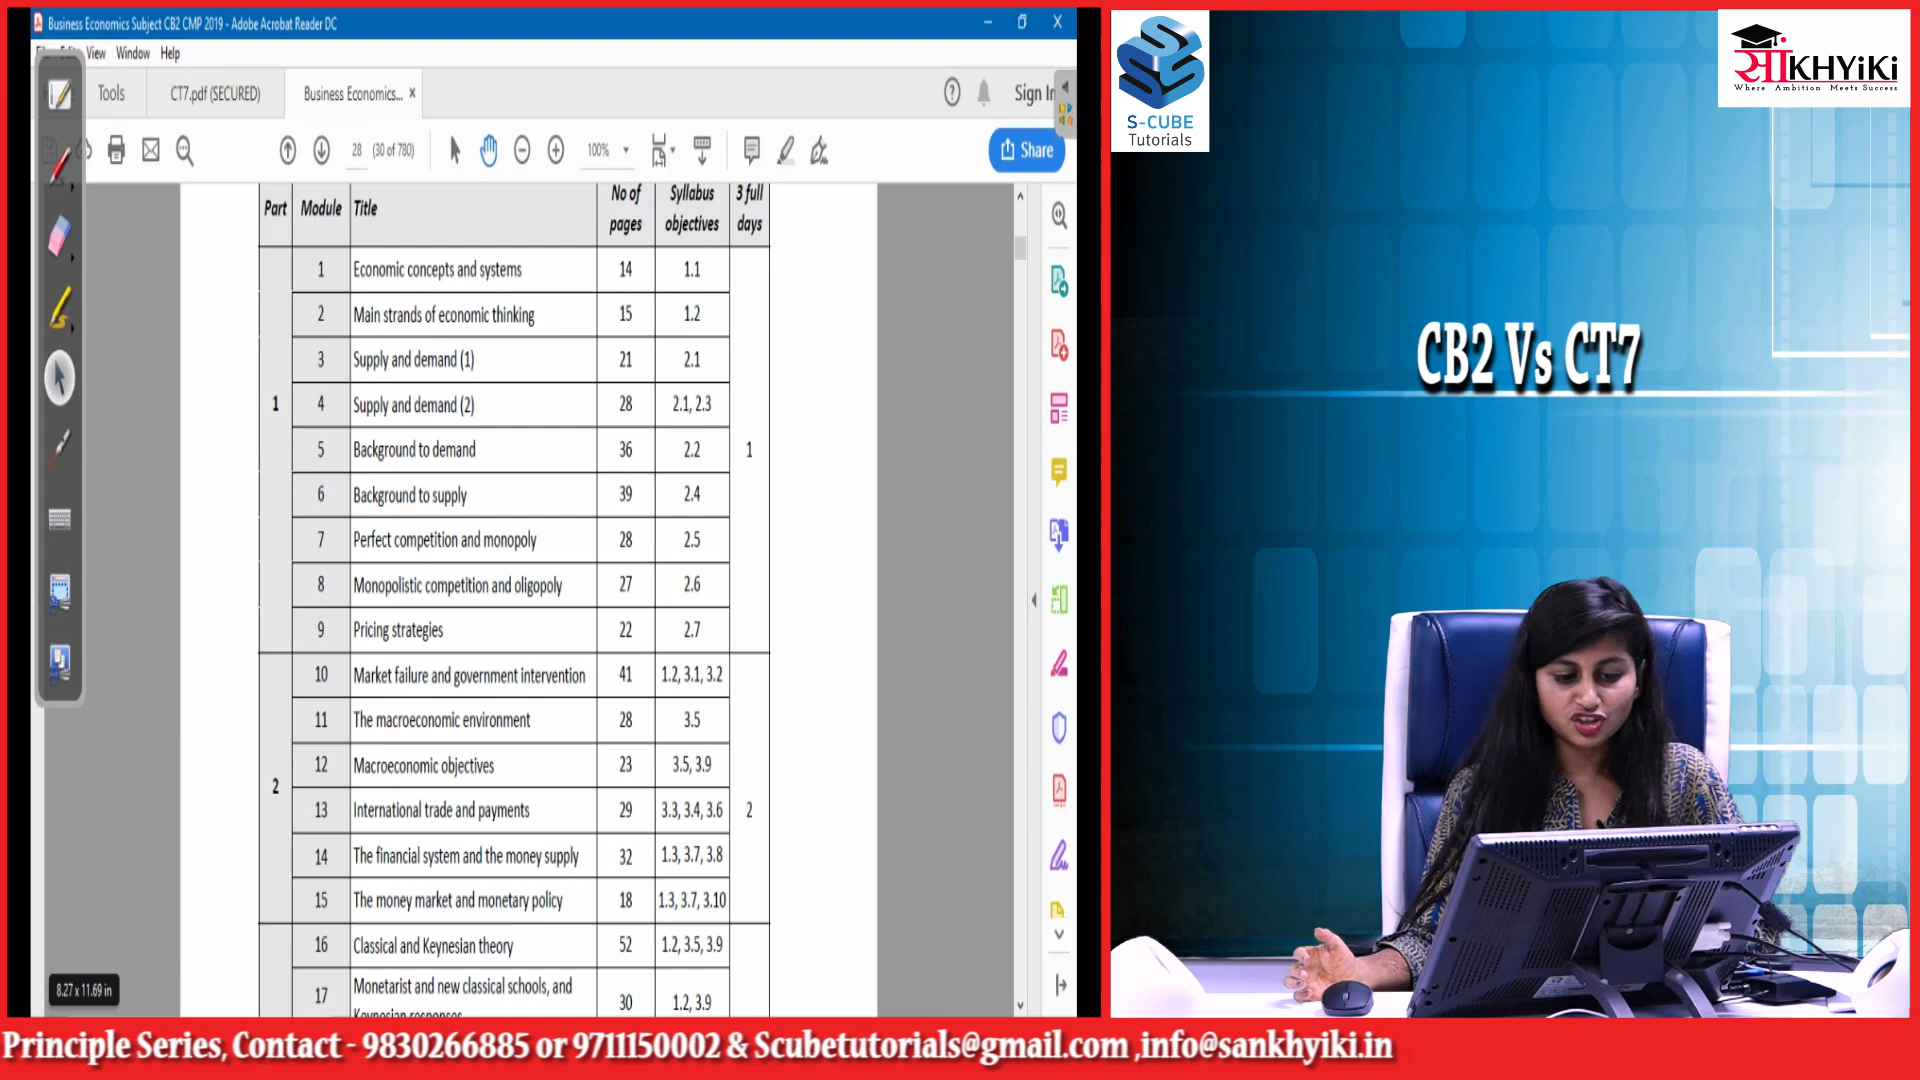 Business Economics Subject CB2 CMP 2019 - Adobe Acrobat Reader DC
View Window Help
Tools CT7.pdf (SECURED) Business Economics... × Sign In
28 (30 of 780) 100% Share
Part Module Title No of pages Syllabus objectives 3 full days
1 Economic concepts and systems 14 1.1
2 Main strands of economic thinking 15 1.2
3 Supply and demand (1) 21 2.1
1 4 Supply and demand (2) 28 2.1, 2.3
5 Background to demand 36 2.2 1
6 Background to supply 39 2.4
7 Perfect competition and monopoly 28 2.5
8 Monopolistic competition and oligopoly 27 2.6
9 Pricing strategies 22 2.7
10 Market failure and government intervention 41 1.2, 3.1, 3.2
11 The macroeconomic environment 28 3.5
12 Macroeconomic objectives 23 3.5, 3.9
2
13 International trade and payments 29 3.3, 3.4, 3.6 2
14 The financial system and the money supply 32 1.3, 3.7, 3.8
15 The money market and monetary policy 18 1.3, 3.7, 3.10
16 Classical and Keynesian theory 52 1.2, 3.5, 3.9
17 Monetarist and new classical schools, and 30 1.2, 3.9
Keynesian responses
8.27 x 11.69 in
S-CUBE
Tutorials
सांKHYiKi
Where Ambition Meets Success
CB2 Vs CT7
Principle Series, Contact - 9830266885 or 9711150002 & Scubetutorials@gmail.com ,info@sankhyiki.in